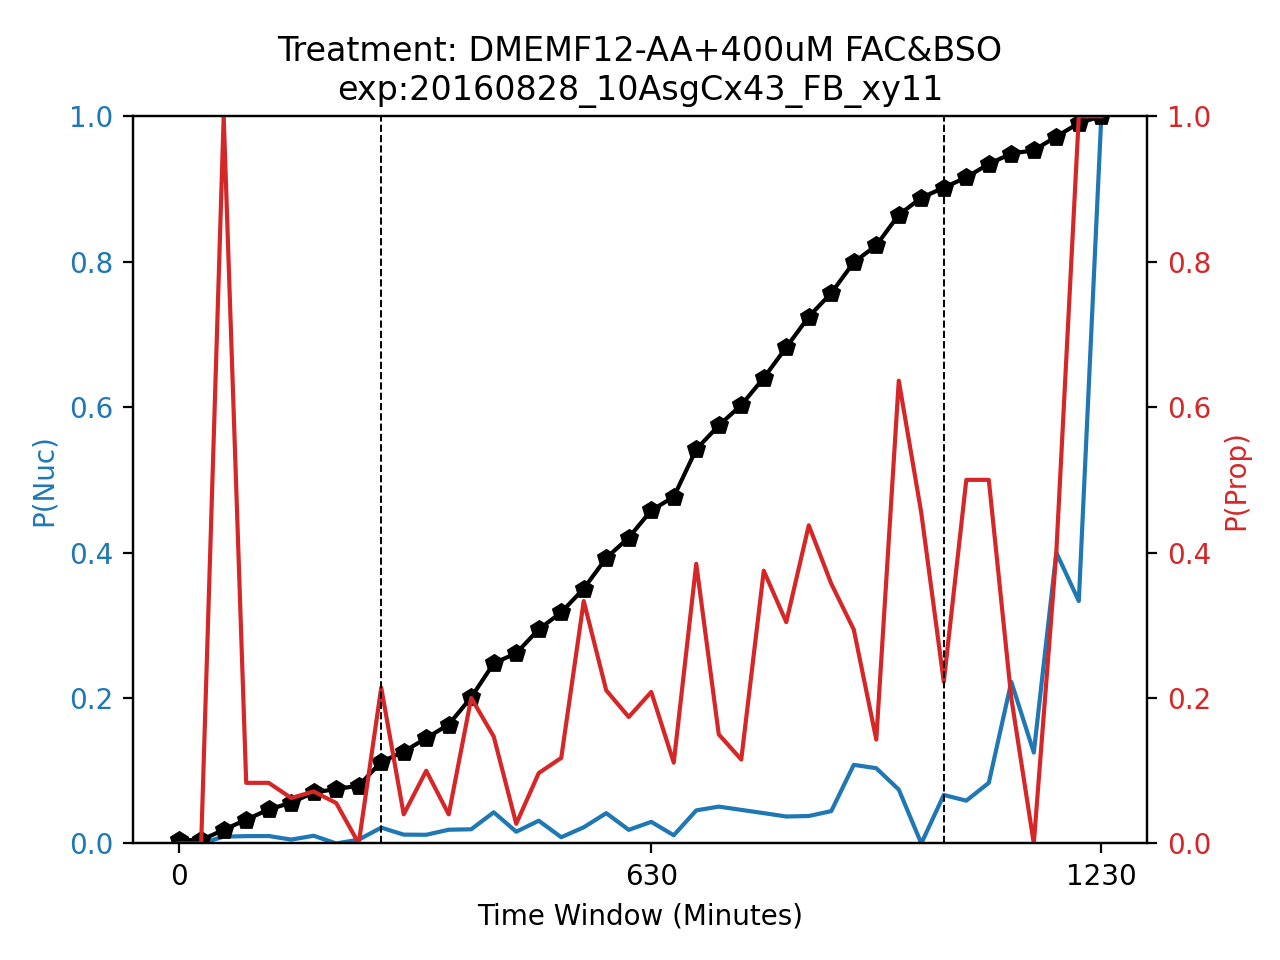 Treatment: DMEMF12-AA+400uM FAC&BSO
exp:20160828_10AsgCx43_FB_xy11
1.0
0.8
0.6
0.4
0.2
0.0
P(Nuc)
1.0
0.8
0.6
0.4
0.2
0.0
P(Prop)
0 630 1230
Time Window (Minutes)